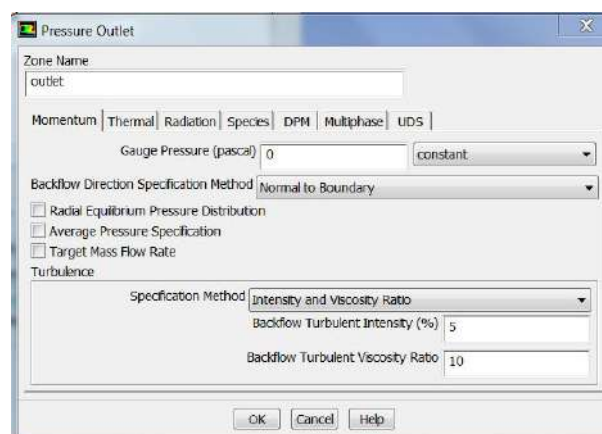 Pressure Outlet
Zone Name
outlet
Momentum Thermal Radiation Species DPM Multiphase UDS
Gauge Pressure (pascal) 0 constant
Backflow Direction Specification Method Normal to Boundary
Radial Equilibrium Pressure Distribution
Average Pressure Specification
Target Mass Flow Rate
Turbulence
Specification Method Intensity and Viscosity Ratio
Backflow Turbulent Intensity (%) 5
Backflow Turbulent Viscosity Ratio 10
OK Cancel Help